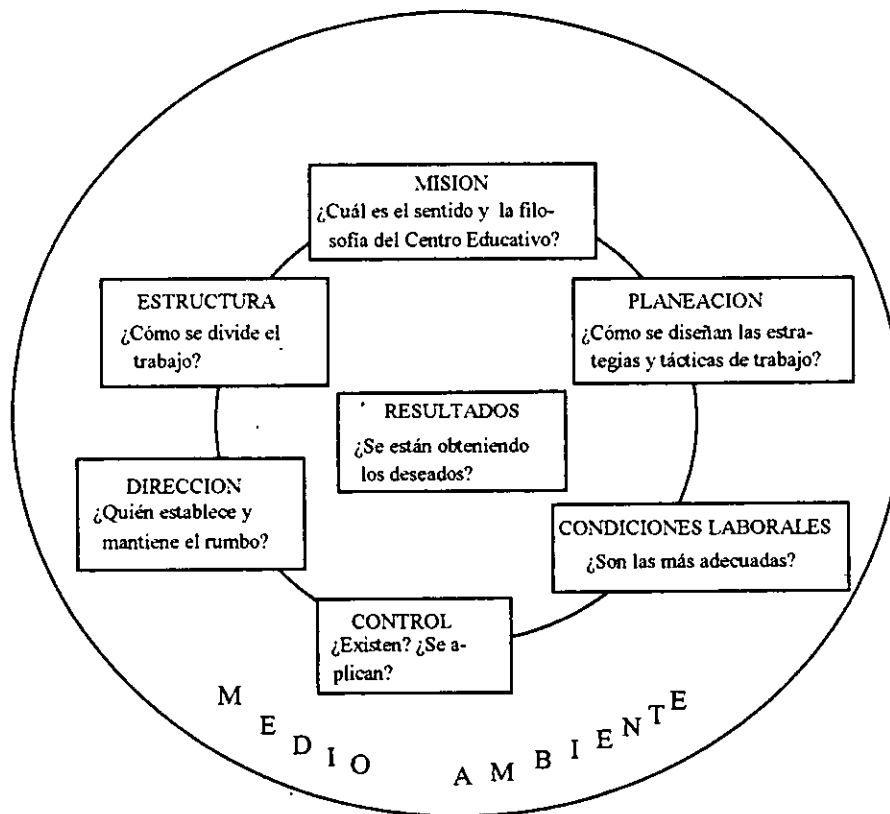 MISION
¿Cuál es el sentido y la filo-
sofía del Centro Educativo?
ESTRUCTURA
¿Cómo se divide el
trabajo?
PLANEACION
¿Cómo se diseñan las estra-
tegias y tácticas de trabajo?
RESULTADOS
¿Se están obteniendo
los deseados?
DIRECCION
¿Quién establece y
mantiene el rumbo?
CONDICIONES LABORALES
¿Son las más adecuadas?
CONTROL
¿Existen? ¿Se a-
plican?
MEDIO AMBIENTE